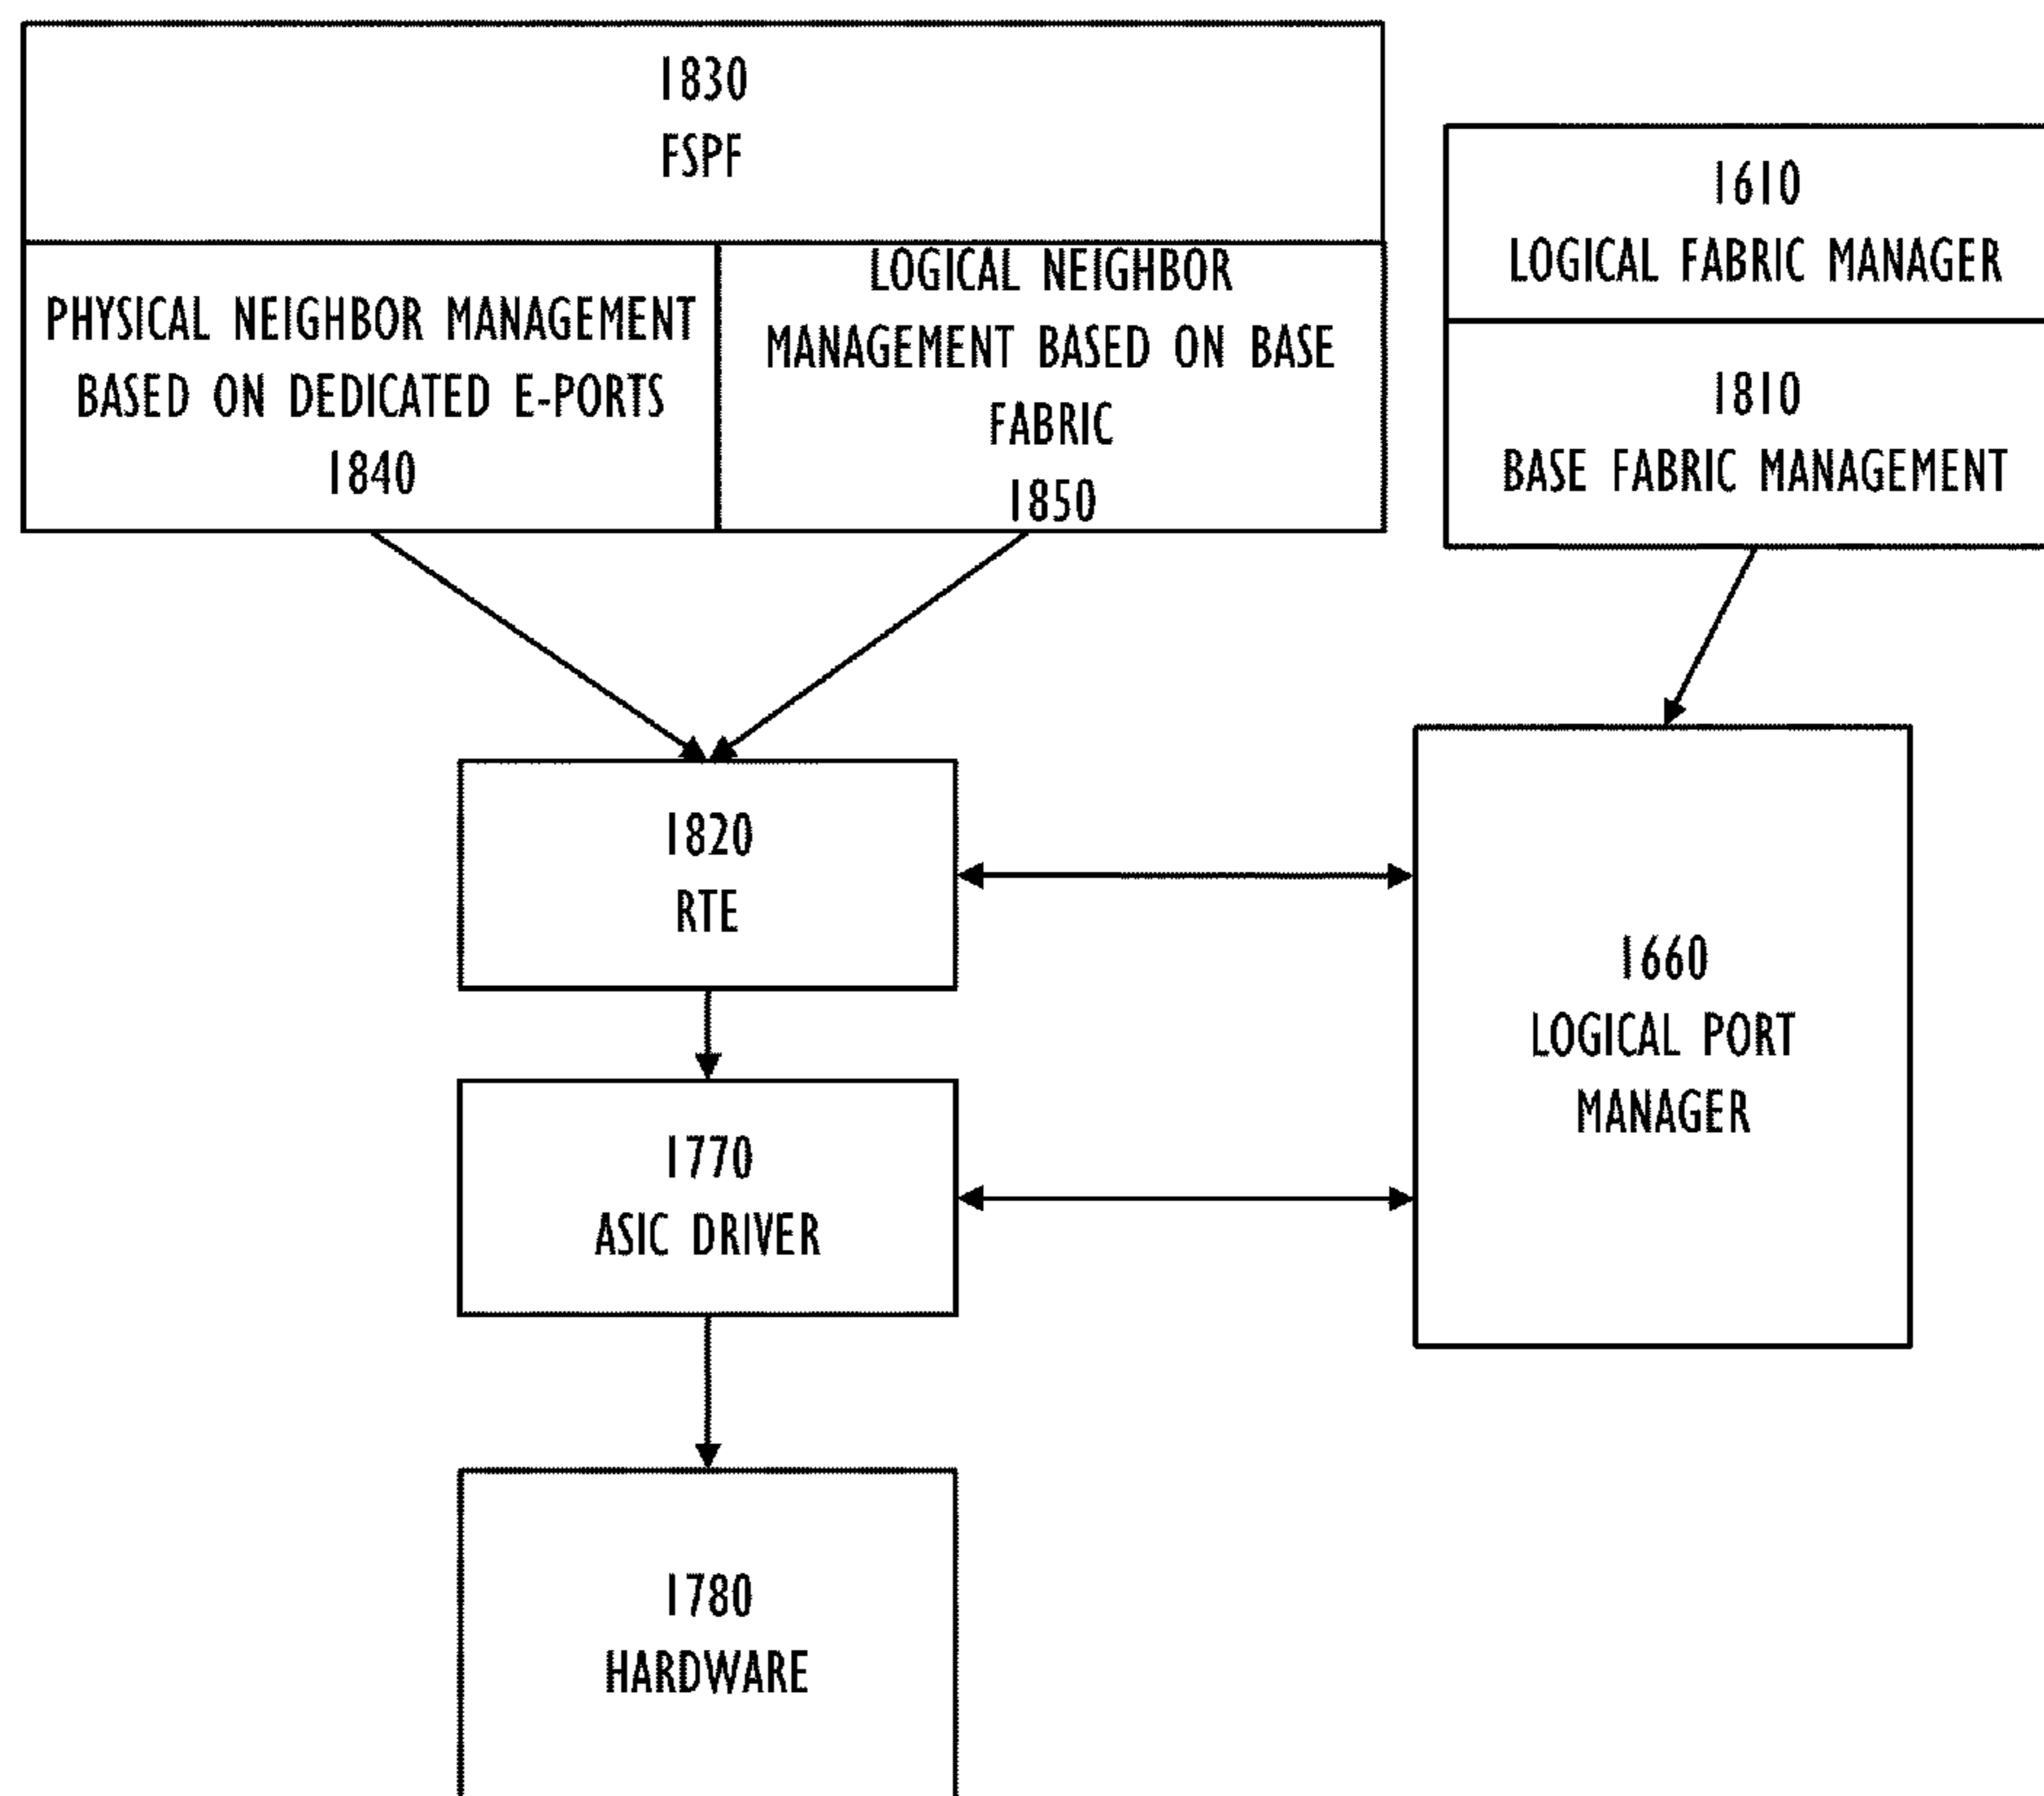 1830
FSPF
PHYSICAL NEIGHBOR MANAGEMENT
BASED ON DEDICATED E-PORTS
1840
LOGICAL NEIGHBOR
MANAGEMENT BASED ON BASE
FABRIC
1850
1610
LOGICAL FABRIC MANAGER
1810
BASE FABRIC MANAGEMENT
1820
RTE
1660
LOGICAL PORT
MANAGER
1770
ASIC DRIVER
1780
HARDWARE